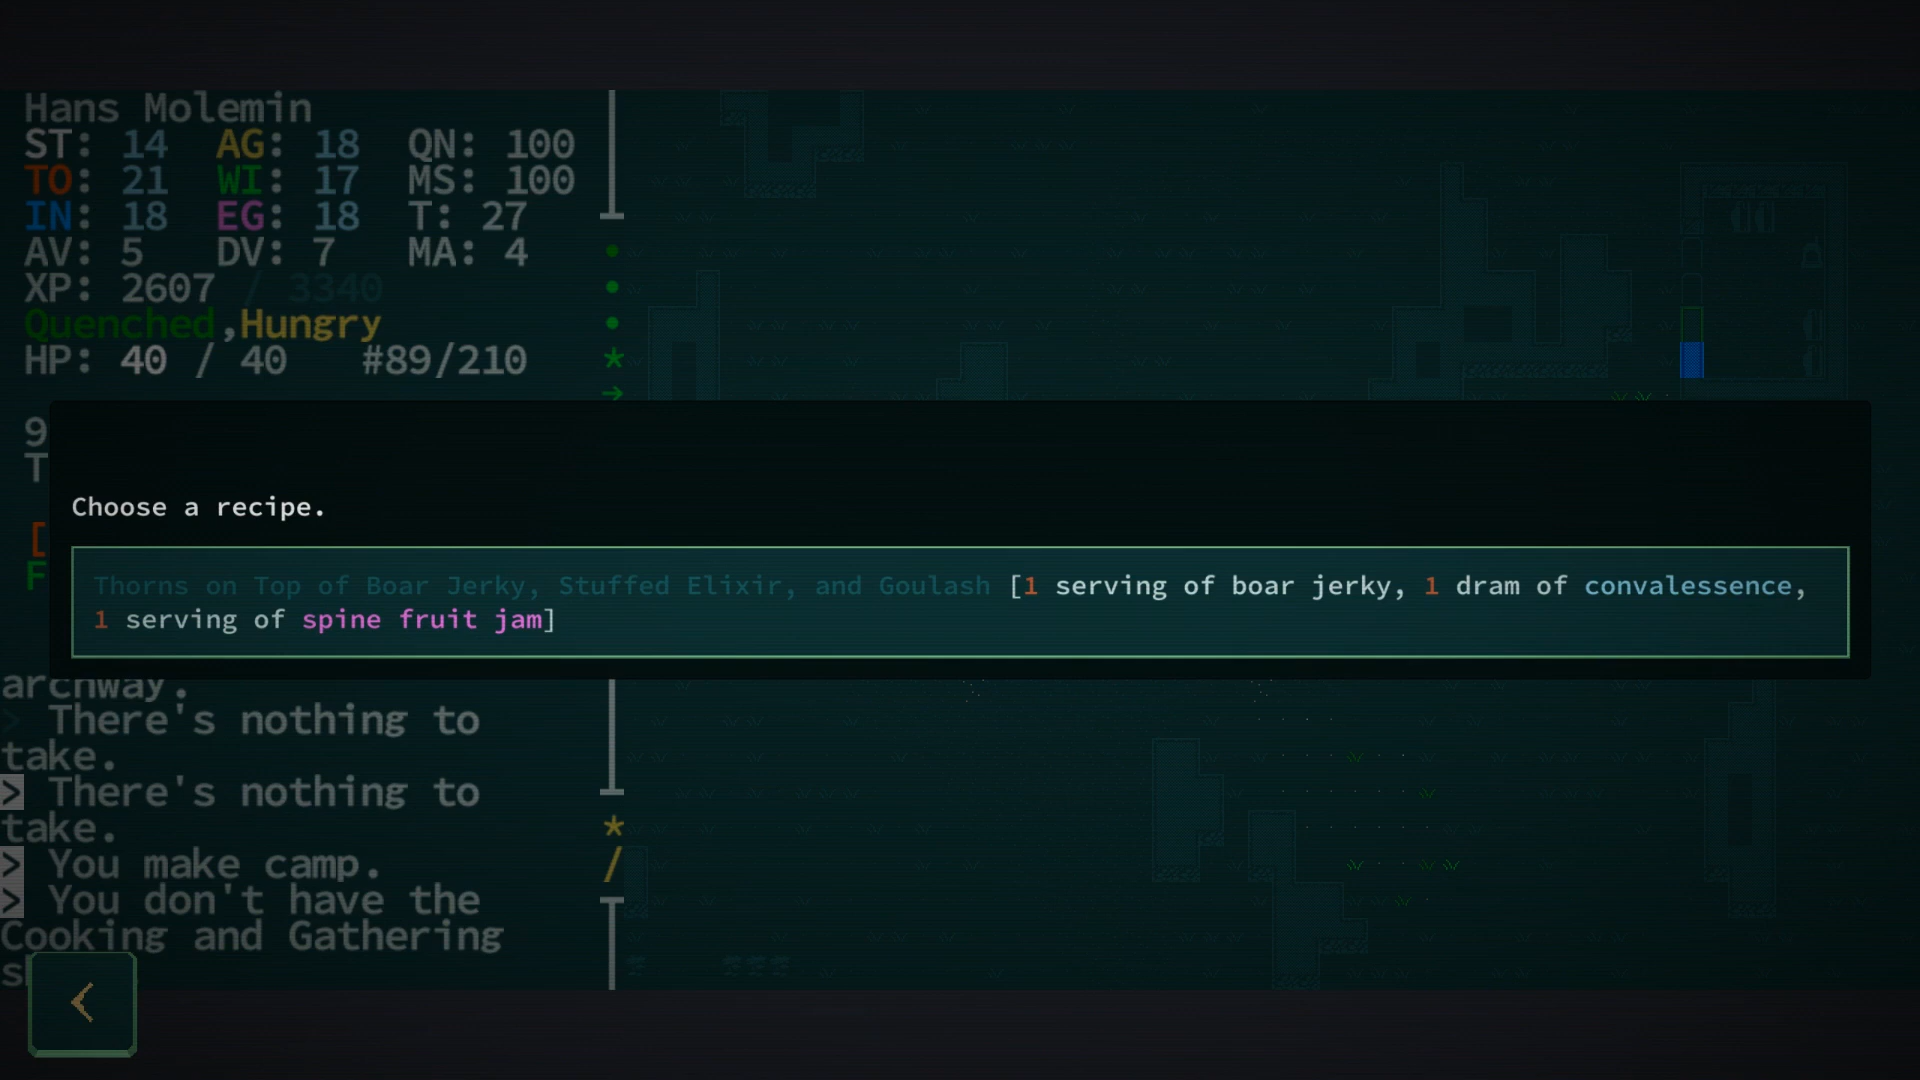 Hans Molemin
ST: 14 AG: 18 QN: 100
TO: 21 WI: 17 MS: 100
IN: 18 EG: 18 T: 27
AV: 5 DV: 7 MA: 4
XP: 2607 / 3340
Quenched,Hungry
HP: 40 / 40 #89/210
9
T
[
F
Choose a recipe.
Thorns on Top of Boar Jerky, Stuffed Elixir, and Goulash [1 serving of boar jerky, 1 dram of convalessence,
1 serving of spine fruit jam]
archway.
> There's nothing to
take.
> There's nothing to
take.
> You make camp.
> You don't have the
Cooking and Gathering